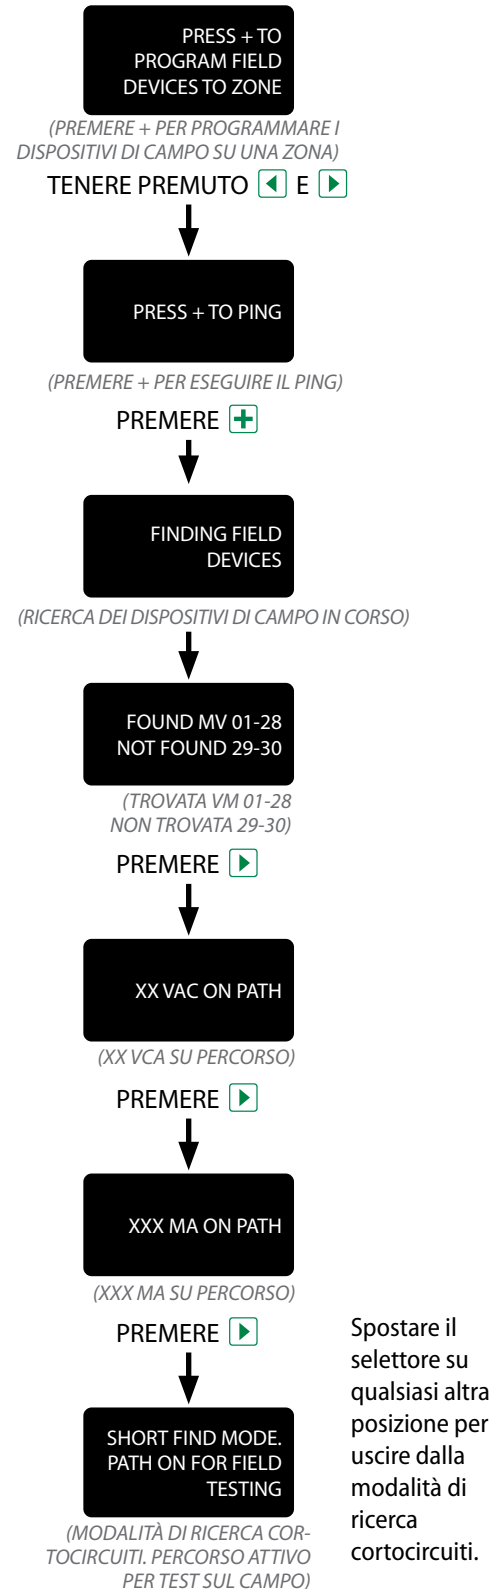 PRESS + TO
PROGRAM FIELD
DEVICES TO ZONE
(PREMERE + PER PROGRAMMARE I
DISPOSITIVI DI CAMPO SU UNA ZONA)
TENERE PREMUTO E
PRESS + TO PING
(PREMERE + PER ESEGUIRE IL PING)
PREMERE +
FINDING FIELD
DEVICES
(RICERCA DEI DISPOSITIVI DI CAMPO IN CORSO)
FOUND MV 01-28
NOT FOUND 29-30
(TROVATA VM 01-28
NON TROVATA 29-30)
PREMERE
XX VAC ON PATH
(XX VCA SU PERCORSO)
PREMERE
XXX MA ON PATH
(XXX MA SU PERCORSO)
PREMERE
SHORT FIND MODE.
PATH ON FOR FIELD
TESTING
(MODALITÀ DI RICERCA COR-
TOCIRCUITI. PERCORSO ATTIVO
PER TEST SUL CAMPO)
Spostare il
selettore su
qualsiasi altra
posizione per
uscire dalla
modalità di
ricerca
cortocircuiti.